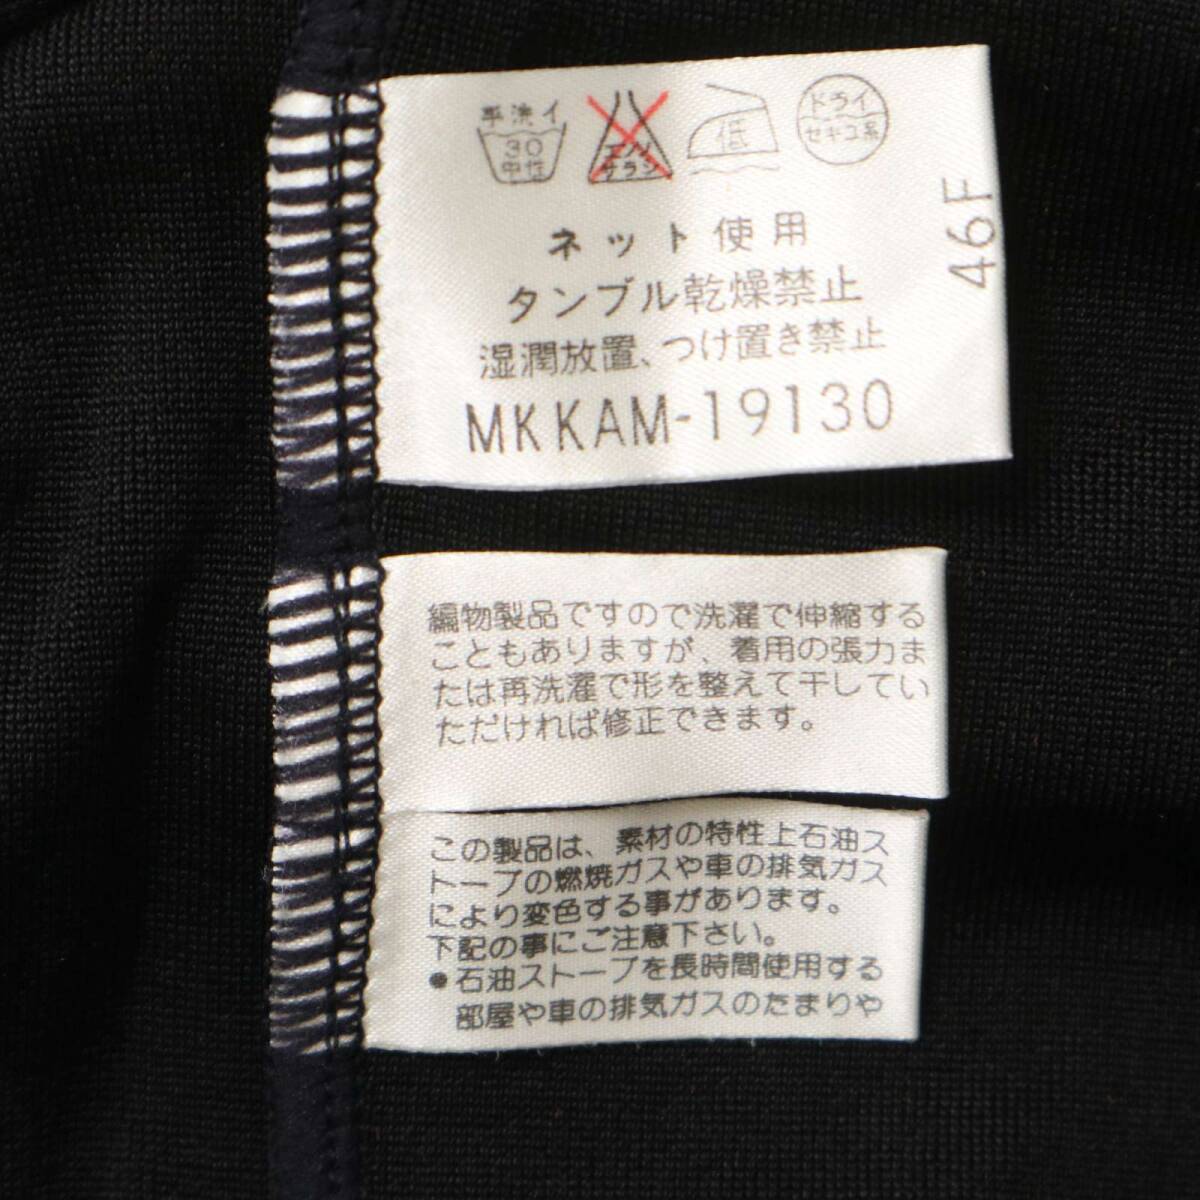 手洗イ
30
中性
エンソ
サラシ
低
ドライ
セキユ系
46F
ネット使用
タンブル乾燥禁止
湿潤放置、つけ置き禁止
MKKAM-19130
編物製品ですので洗濯で伸縮する
こともありますが、着用の張力ま
たは再洗濯で形を整えて干してい
ただければ修正できます。
この製品は、素材の特性上石油ス
トーブの燃焼ガスや車の排気ガス
により変色する事があります。
下記の事にご注意下さい。
●石油ストーブを長時間使用する
部屋や車の排気ガスのたまりや